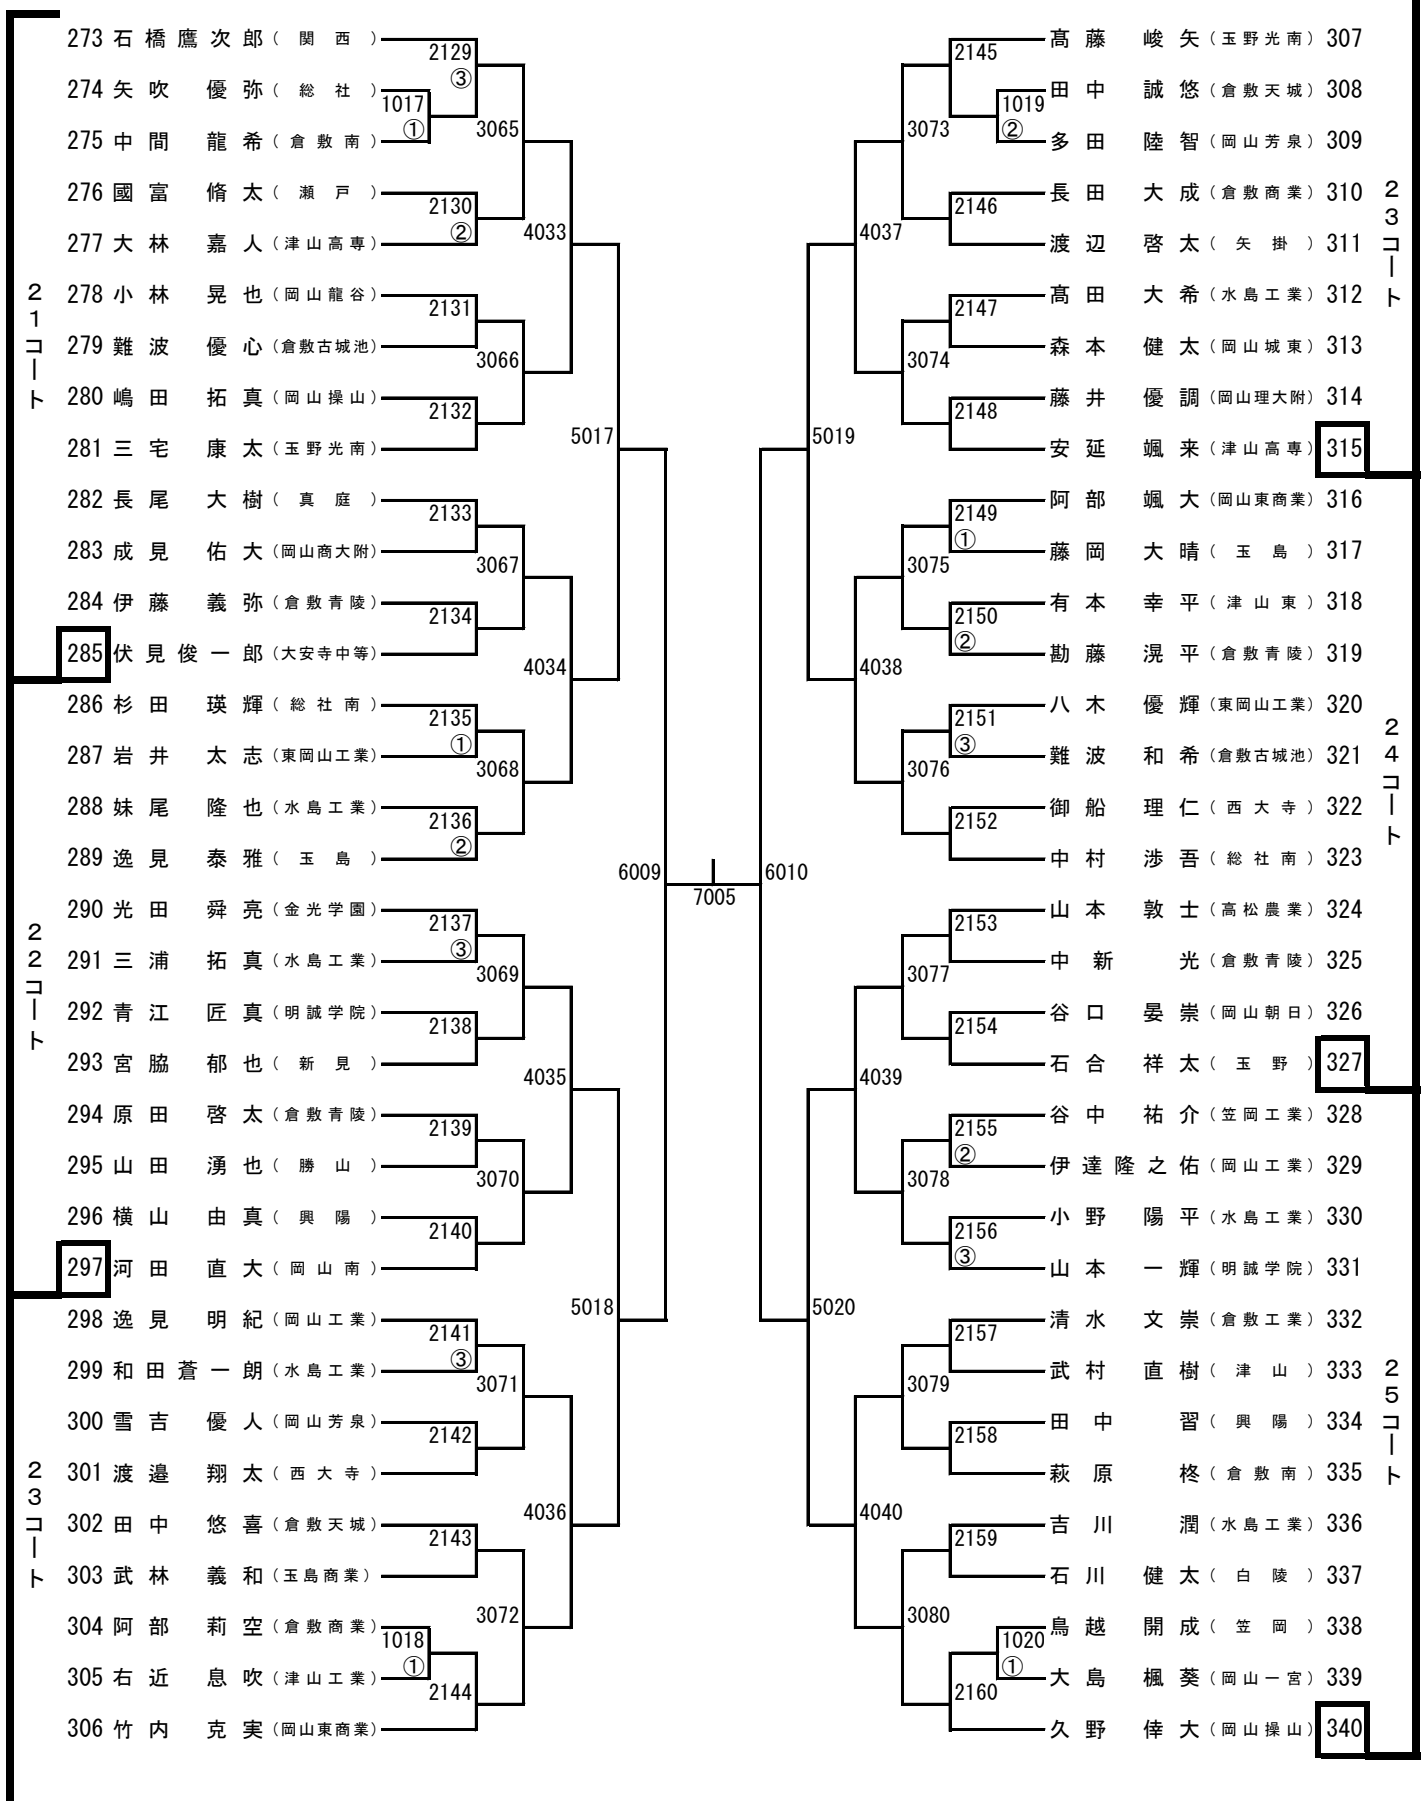 273 石橋鷹次郎（関西）
274 矢吹 優弥（総社）
275 中間 龍希（倉敷南）
276 國富 脩太（瀬戸）
277 大林 嘉人（津山高専）
278 小林 晃也（岡山龍谷）
279 難波 優心（倉敷古城池）
280 嶋田 拓真（岡山操山）
281 三宅 康太（玉野光南）
282 長尾 大樹（真庭）
283 成見 佑大（岡山商大附）
284 伊藤 義弥（倉敷青陵）
285 伏見俊一郎（大安寺中等）
286 杉田 瑛輝（総社南）
287 岩井 太志（東岡山工業）
288 妹尾 隆也（水島工業）
289 逸見 泰雅（玉島）
290 光田 舜亮（金光学園）
291 三浦 拓真（水島工業）
292 青江 匠真（明誠学院）
293 宮脇 郁也（新見）
294 原田 啓太（倉敷青陵）
295 山田 湧也（勝山）
296 横山 由真（興陽）
297 河田 直大（岡山南）
298 逸見 明紀（岡山工業）
299 和田蒼一朗（水島工業）
300 雪吉 優人（岡山芳泉）
301 渡邉 翔太（西大寺）
302 田中 悠喜（倉敷天城）
303 武林 義和（玉島商業）
304 阿部 莉空（倉敷商業）
305 右近 息吹（津山工業）
306 竹内 克実（岡山東商業）
21コート
22コート
23コート
1017
①
1018
①
2129
③
2130
②
2131
2132
2133
2134
2135
①
2136
②
2137
③
2138
2139
2140
2141
③
2142
2143
2144
3065
3066
3067
3068
3069
3070
3071
3072
4033
4034
4035
4036
5017
5018
6009
7005
6010
5019
5020
4037
4038
4039
4040
3073
3074
3075
3076
3077
3078
3079
3080
2145
2146
2147
2148
2149
①
2150
②
2151
③
2152
2153
2154
2155
②
2156
③
2157
2158
2159
2160
1019
②
1020
①
髙藤 峻矢（玉野光南）307
田中 誠悠（倉敷天城）308
多田 陸智（岡山芳泉）309
長田 大成（倉敷商業）310
渡辺 啓太（矢掛）311
髙田 大希（水島工業）312
森本 健太（岡山城東）313
藤井 優調（岡山理大附）314
安延 颯来（津山高専）315
阿部 颯大（岡山東商業）316
藤岡 大晴（玉島）317
有本 幸平（津山東）318
勘藤 滉平（倉敷青陵）319
八木 優輝（東岡山工業）320
難波 和希（倉敷古城池）321
御船 理仁（西大寺）322
中村 渉吾（総社南）323
山本 敦士（高松農業）324
中新 光（倉敷青陵）325
谷口 晏崇（岡山朝日）326
石合 祥太（玉野）327
谷中 祐介（笠岡工業）328
伊達隆之佑（岡山工業）329
小野 陽平（水島工業）330
山本 一輝（明誠学院）331
清水 文崇（倉敷工業）332
武村 直樹（津山）333
田中 習（興陽）334
萩原 柊（倉敷南）335
吉川 潤（水島工業）336
石川 健太（白陵）337
鳥越 開成（笠岡）338
大島 楓葵（岡山一宮）339
久野 倖大（岡山操山）340
23コート
24コート
25コート